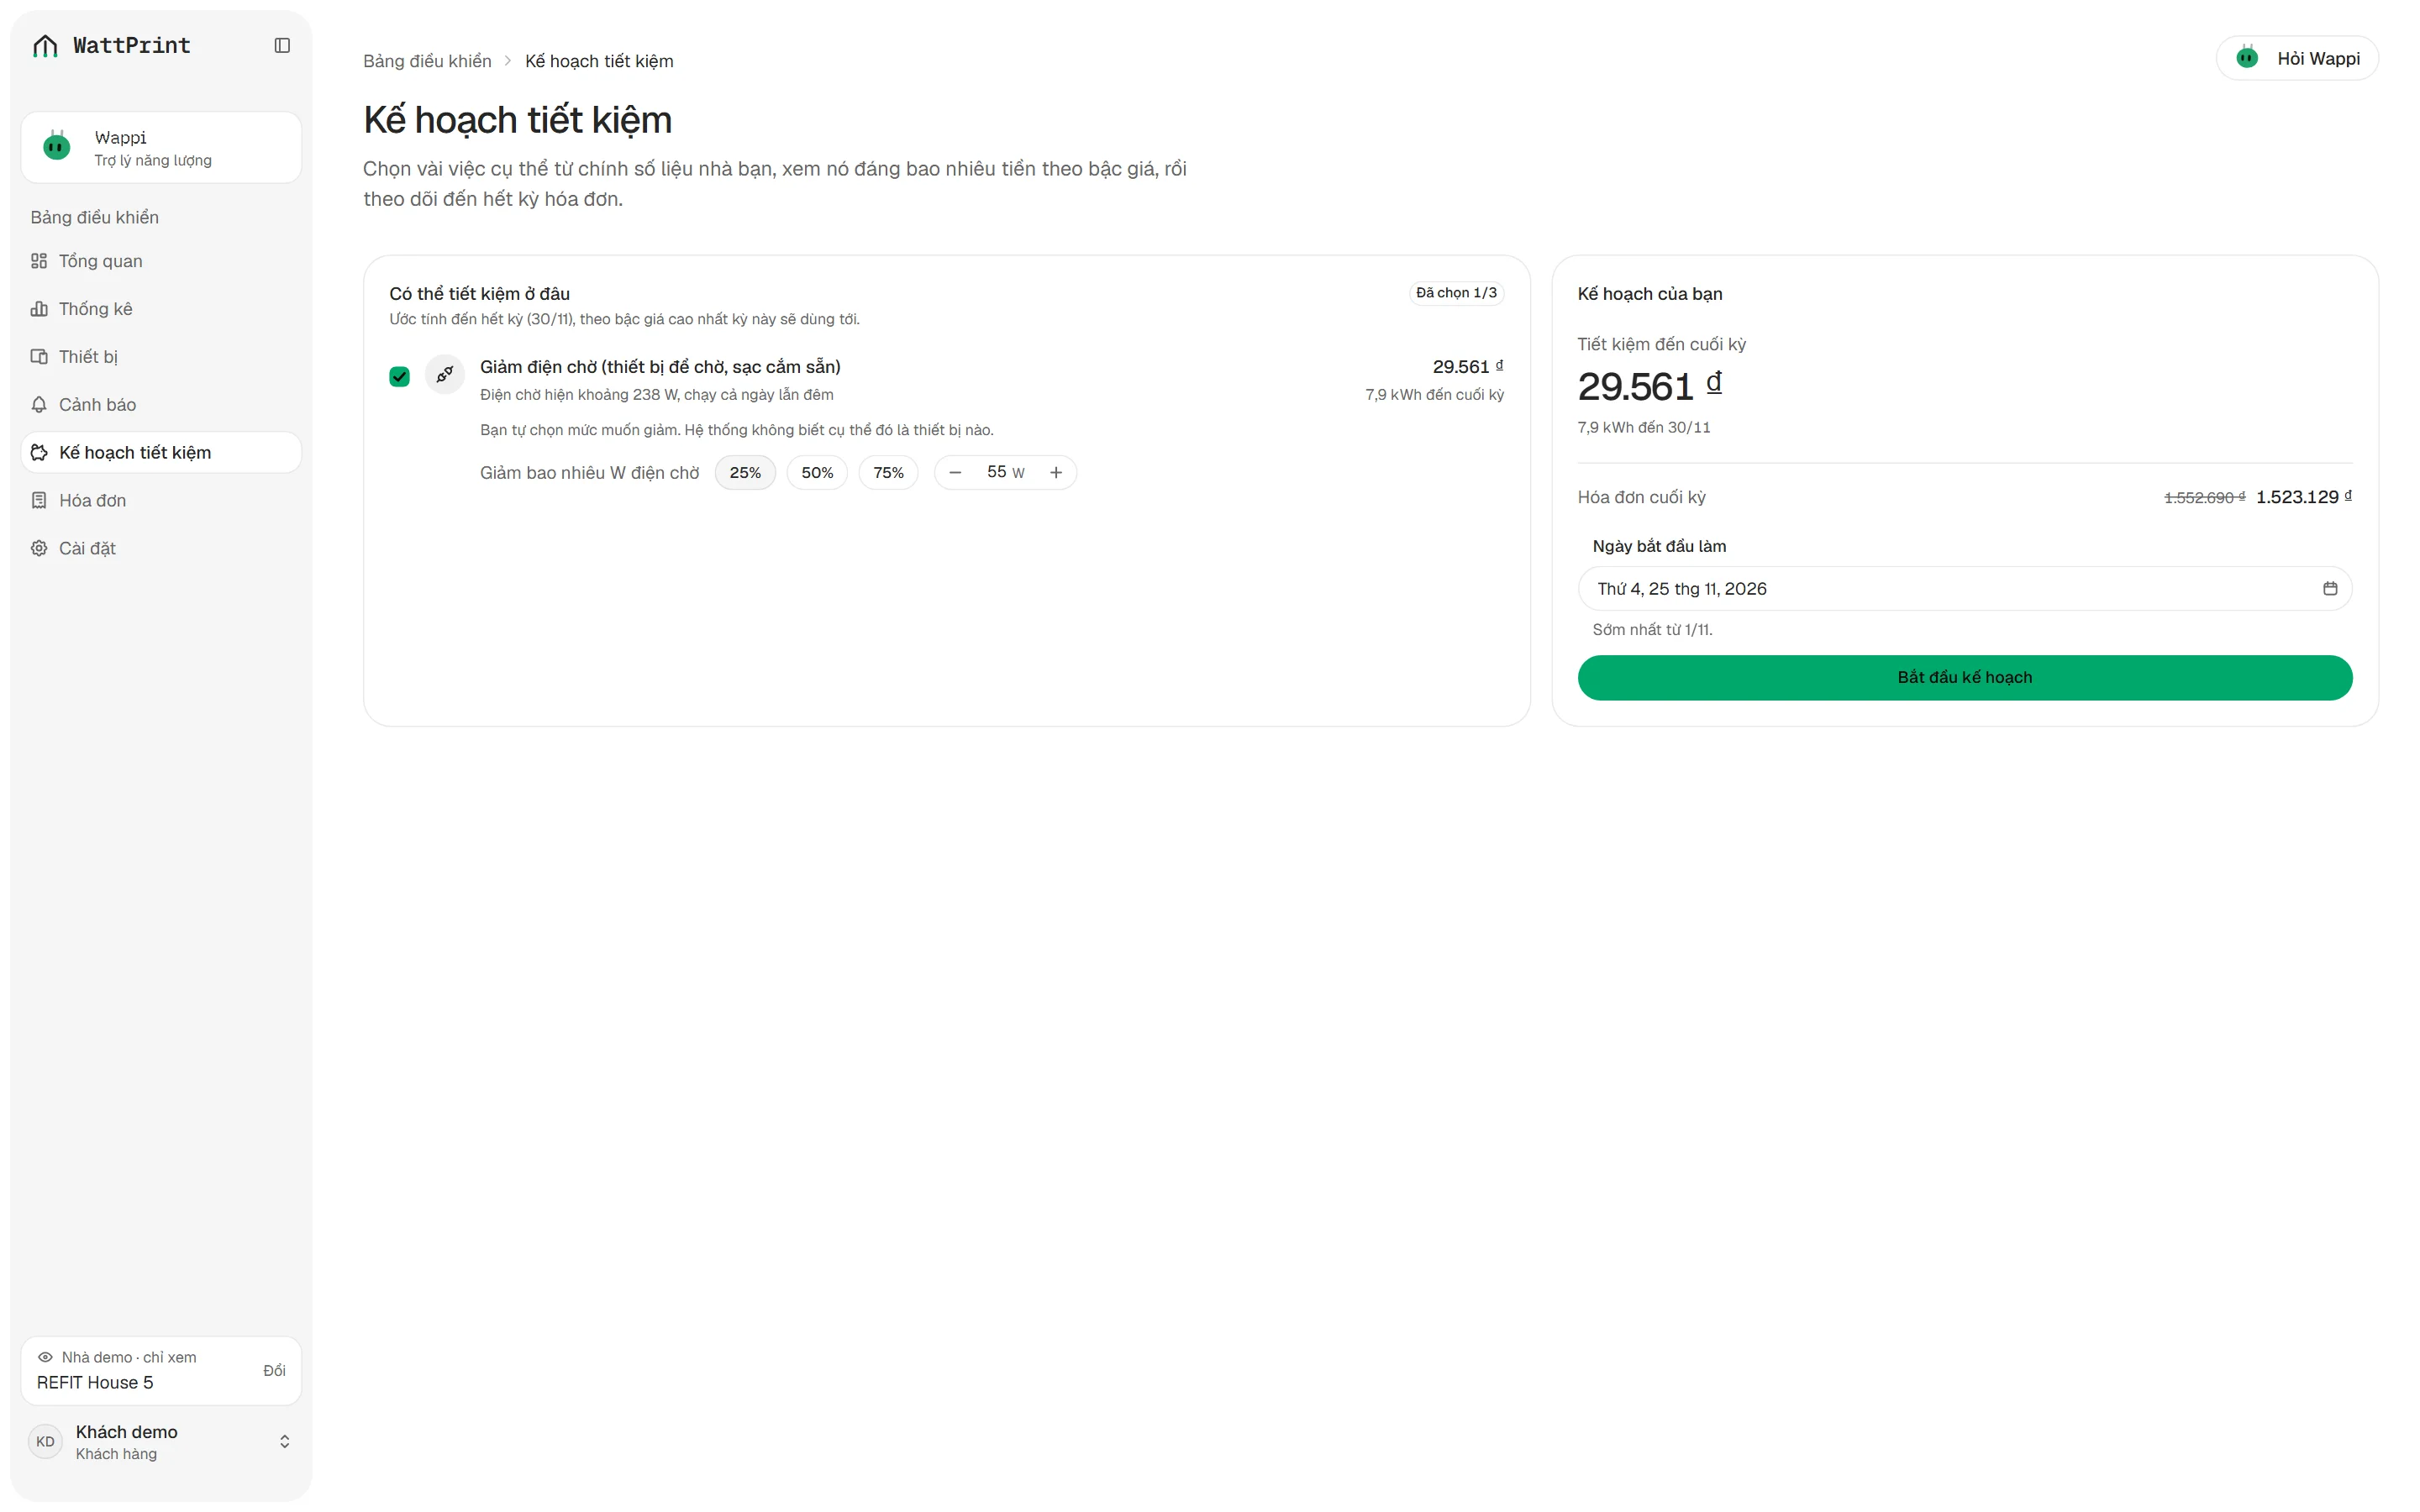 WattPrint
Wappi
Trợ lý năng lượng
Bảng điều khiển
Tổng quan
Thống kê
Thiết bị
Cảnh báo
Kế hoạch tiết kiệm
Hóa đơn
Cài đặt
Nhà demo · chỉ xem
REFIT House 5
Đổi
KD
Khách demo
Khách hàng
Bảng điều khiển > Kế hoạch tiết kiệm
Hỏi Wappi
Kế hoạch tiết kiệm
Chọn vài việc cụ thể từ chính số liệu nhà bạn, xem nó đáng bao nhiêu tiền theo bậc giá, rồi
theo dõi đến hết kỳ hóa đơn.
Có thể tiết kiệm ở đâu
Đã chọn 1/3
Ước tính đến hết kỳ (30/11), theo bậc giá cao nhất kỳ này sẽ dùng tới.
Giảm điện chờ (thiết bị để chờ, sạc cắm sẵn)
29.561 ₫
Điện chờ hiện khoảng 238 W, chạy cả ngày lẫn đêm
7,9 kWh đến cuối kỳ
Bạn tự chọn mức muốn giảm. Hệ thống không biết cụ thể đó là thiết bị nào.
Giảm bao nhiêu W điện chờ 25% 50% 75% − 55 W +
Kế hoạch của bạn
Tiết kiệm đến cuối kỳ
29.561 ₫
7,9 kWh đến 30/11
Hóa đơn cuối kỳ 1.552.690 ₫ 1.523.129 ₫
Ngày bắt đầu làm
Thứ 4, 25 thg 11, 2026
Sớm nhất từ 1/11.
Bắt đầu kế hoạch